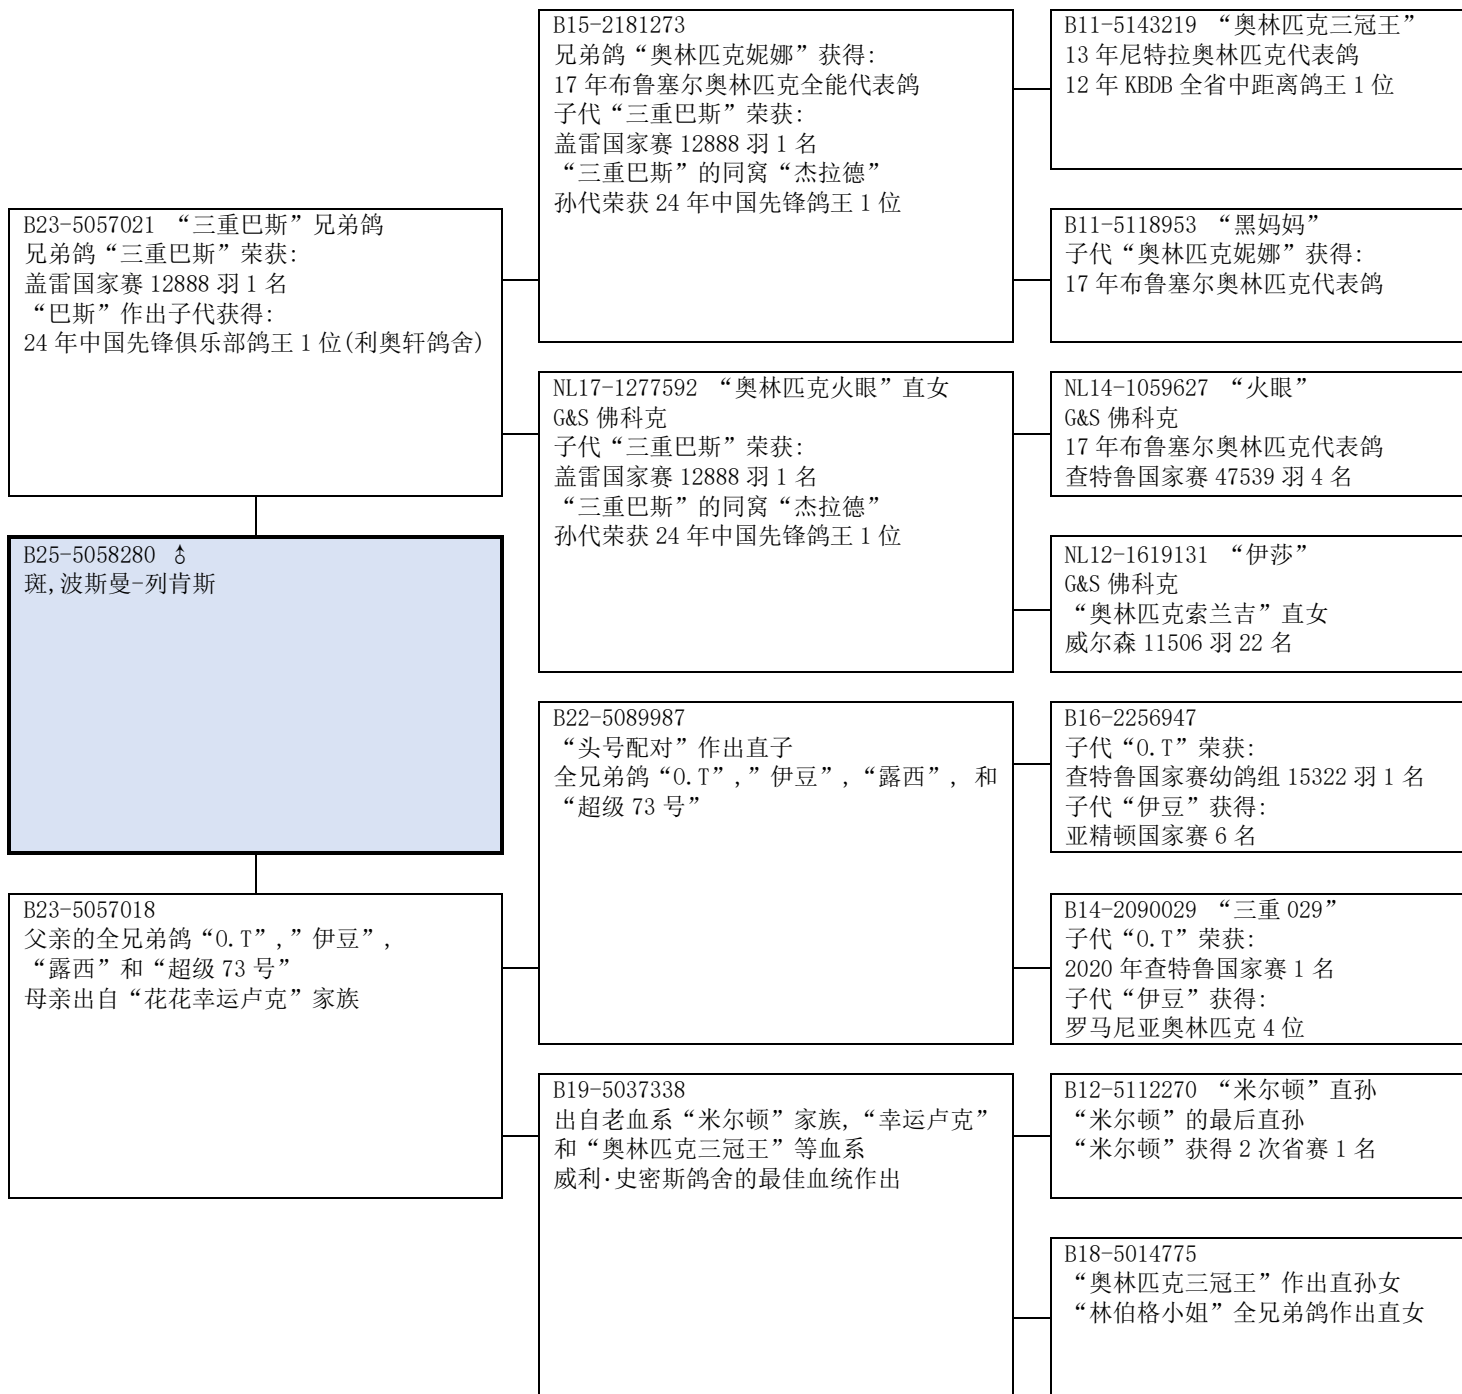 B15-2181273
兄弟鸽“奥林匹克妮娜”获得:
17年布鲁塞尔奥林匹克全能代表鸽
子代“三重巴斯”荣获:
盖雷国家赛 12888 羽 1 名
“三重巴斯”的同窝“杰拉德”
孙代荣获 24 年中国先锋鸽王 1 位
B11-5143219 “奥林匹克三冠王”
13 年尼特拉奥林匹克代表鸽
12 年 KBDB 全省中距离鸽王 1 位
B23-5057021 “三重巴斯”兄弟鸽
兄弟鸽“三重巴斯”荣获:
盖雷国家赛 12888 羽 1 名
“巴斯”作出子代获得:
24 年中国先锋俱乐部鸽王 1 位(利奥轩鸽舍)
B11-5118953 “黑妈妈”
子代“奥林匹克妮娜”获得:
17 年布鲁塞尔奥林匹克代表鸽
NL17-1277592 “奥林匹克火眼”直女
G&S 佛科克
子代“三重巴斯”荣获:
盖雷国家赛 12888 羽 1 名
“三重巴斯”的同窝“杰拉德”
孙代荣获 24 年中国先锋鸽王 1 位
NL14-1059627 “火眼”
G&S 佛科克
17 年布鲁塞尔奥林匹克代表鸽
查特鲁国家赛 47539 羽 4 名
B25-5058280 ♂
斑,波斯曼-列肯斯
NL12-1619131 “伊莎”
G&S 佛科克
“奥林匹克索兰吉”直女
威尔森 11506 羽 22 名
B22-5089987
“头号配对”作出直子
全兄弟鸽“O.T”,”伊豆”,“露西”, 和
“超级 73 号”
B16-2256947
子代“O.T”荣获:
查特鲁国家赛幼鸽组 15322 羽 1 名
子代“伊豆”获得:
亚精顿国家赛 6 名
B23-5057018
父亲的全兄弟鸽“O.T”,”伊豆”,
“露西”和“超级 73 号”
母亲出自“花花幸运卢克”家族
B14-2090029 “三重 029”
子代“O.T”荣获:
2020 年查特鲁国家赛 1 名
子代“伊豆”获得:
罗马尼亚奥林匹克 4 位
B19-5037338
出自老血系“米尔顿”家族,“幸运卢克”
和“奥林匹克三冠王”等血系
威利·史密斯鸽舍的最佳血统作出
B12-5112270 “米尔顿”直孙
“米尔顿”的最后直孙
“米尔顿”获得 2 次省赛 1 名
B18-5014775
“奥林匹克三冠王”作出直孙女
“林伯格小姐”全兄弟鸽作出直女